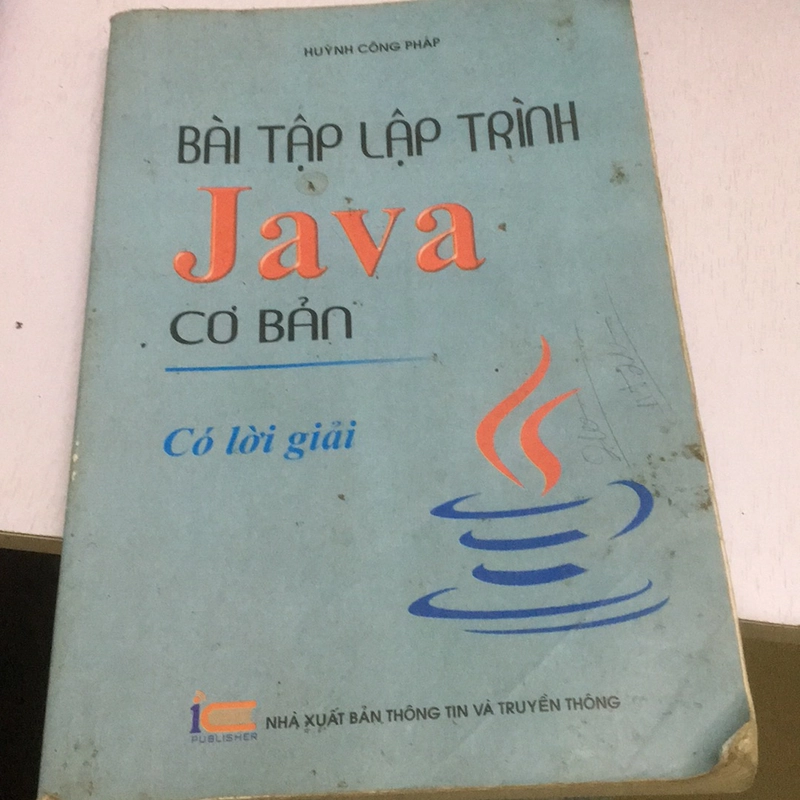 HUỲNH CÔNG PHÁP
BÀI TẬP LẬP TRÌNH
Java
CƠ BẢN
Có lời giải
iC
PUBLISHER
NHÀ XUẤT BẢN THÔNG TIN VÀ TRUYỀN THÔNG